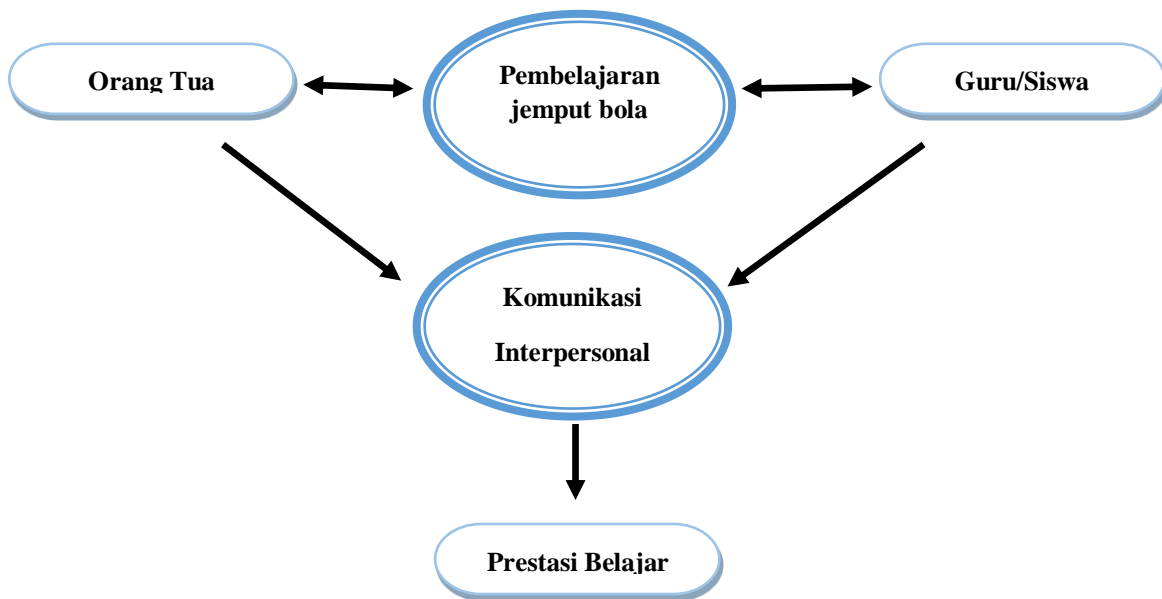 Orang Tua
Pembelajaran
jemput bola
Guru/Siswa
Komunikasi
Interpersonal
Prestasi Belajar